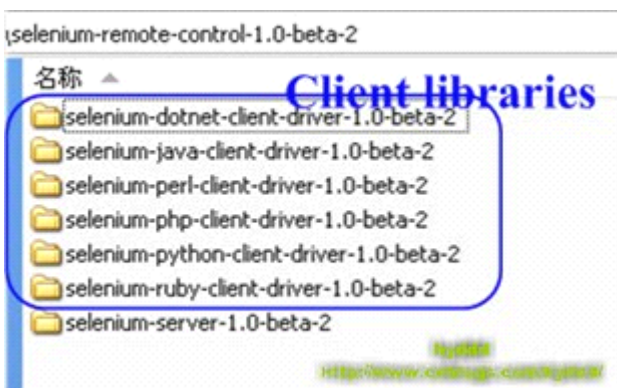 \selenium-remote-control-1.0-beta-2
名称
Client libraries
selenium-dotnet-client-driver-1.0-beta-2
selenium-java-client-driver-1.0-beta-2
selenium-perl-client-driver-1.0-beta-2
selenium-php-client-driver-1.0-beta-2
selenium-python-client-driver-1.0-beta-2
selenium-ruby-client-driver-1.0-beta-2
selenium-server-1.0-beta-2